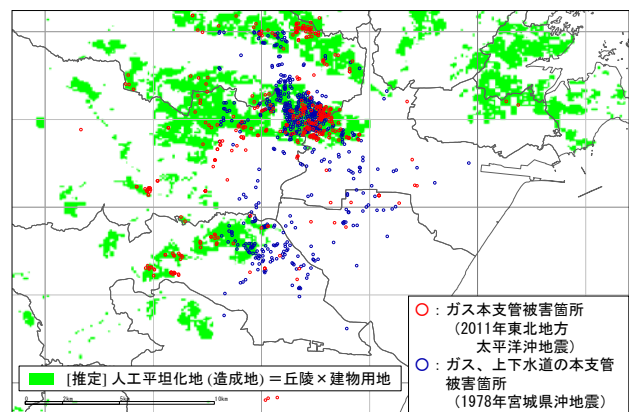 ○ : ガス本支管被害箇所
（2011年東北地方
太平洋沖地震）
○ : ガス、上下水道の本支管
被害箇所
（1978年宮城県沖地震）
[推定] 人工平坦化地 (造成地) ＝丘陵×建物用地
0 2km 5km 10km